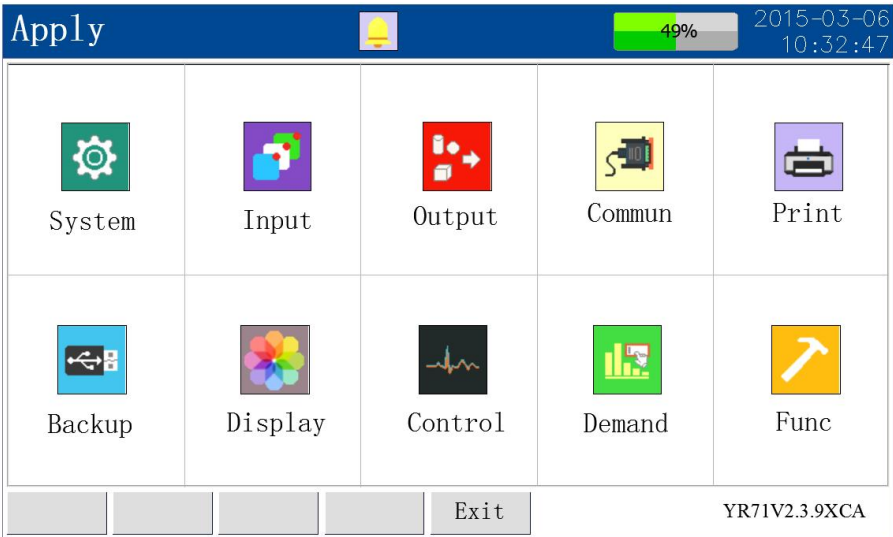 Apply
49%
2015-03-06
10:32:47
System
Input
Output
Commun
Print
Backup
Display
Control
Demand
Func
Exit
YR71V2.3.9XCA